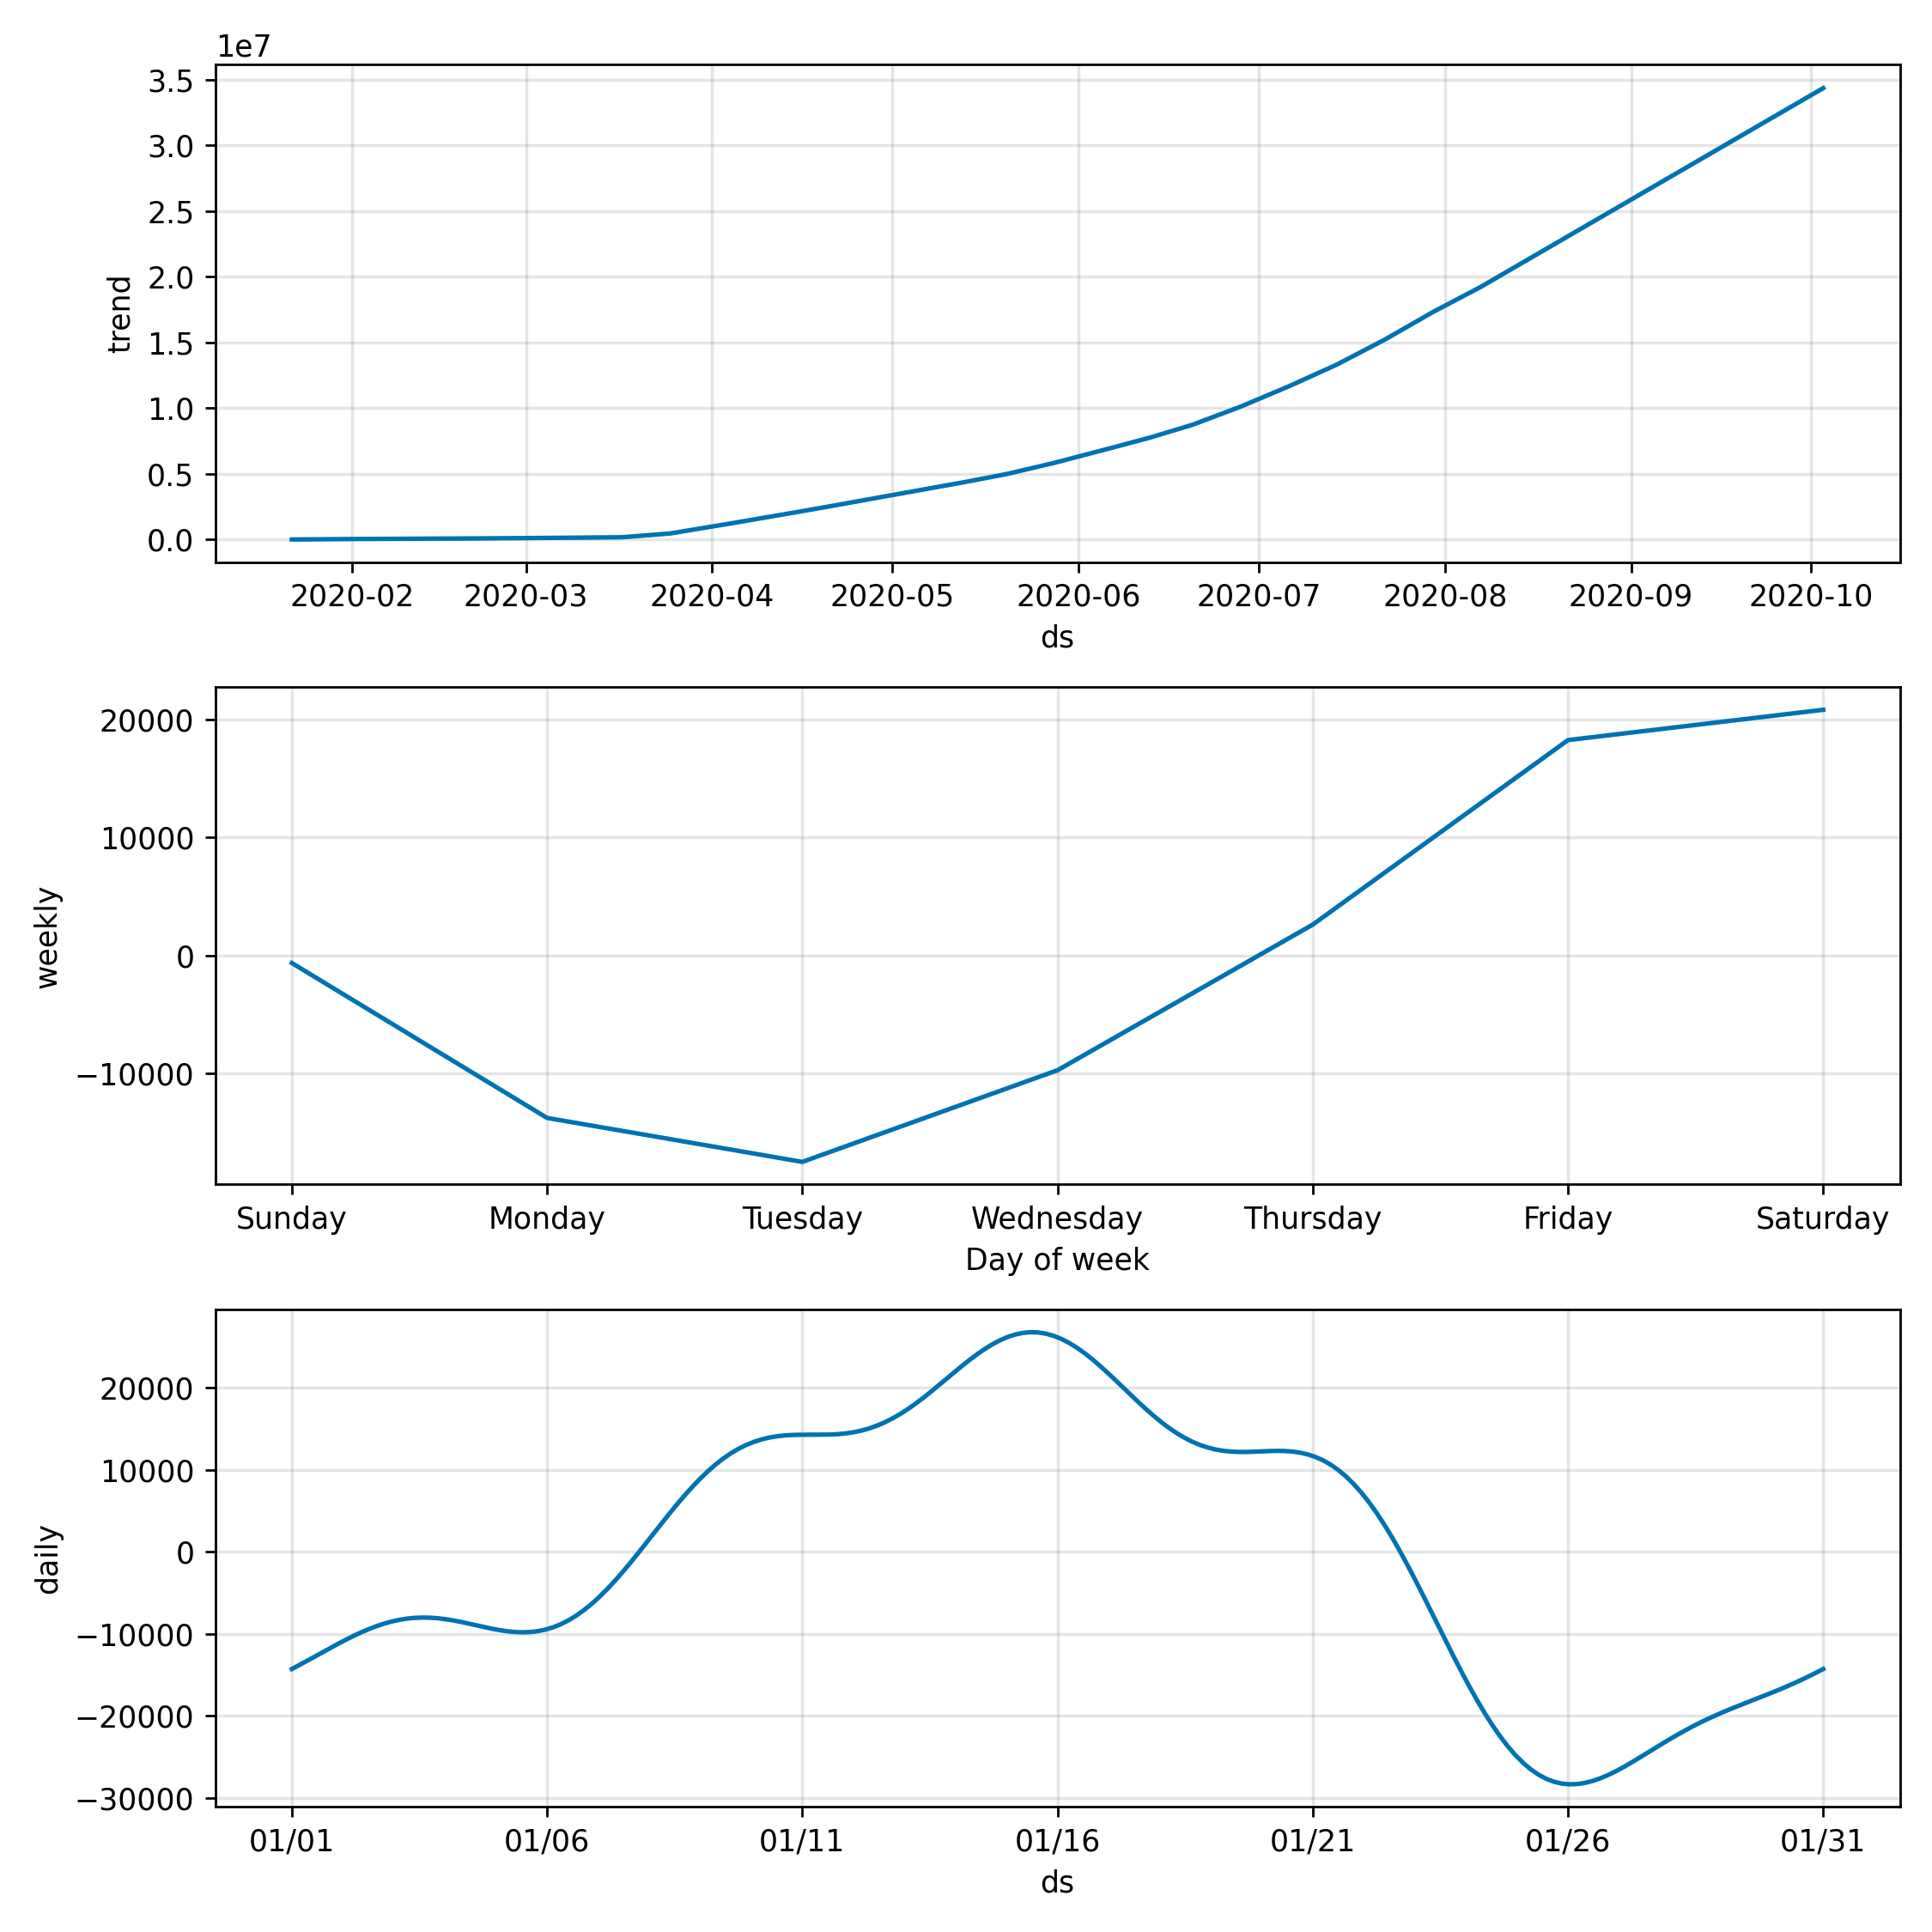 1e7
3.5
3.0
2.5
2.0
1.5
1.0
0.5
0.0
trend
2020-02 2020-03 2020-04 2020-05 2020-06 2020-07 2020-08 2020-09 2020-10
ds
20000
10000
0
−10000
weekly
Sunday Monday Tuesday Wednesday Thursday Friday Saturday
Day of week
20000
10000
0
−10000
−20000
−30000
daily
01/01 01/06 01/11 01/16 01/21 01/26 01/31
ds